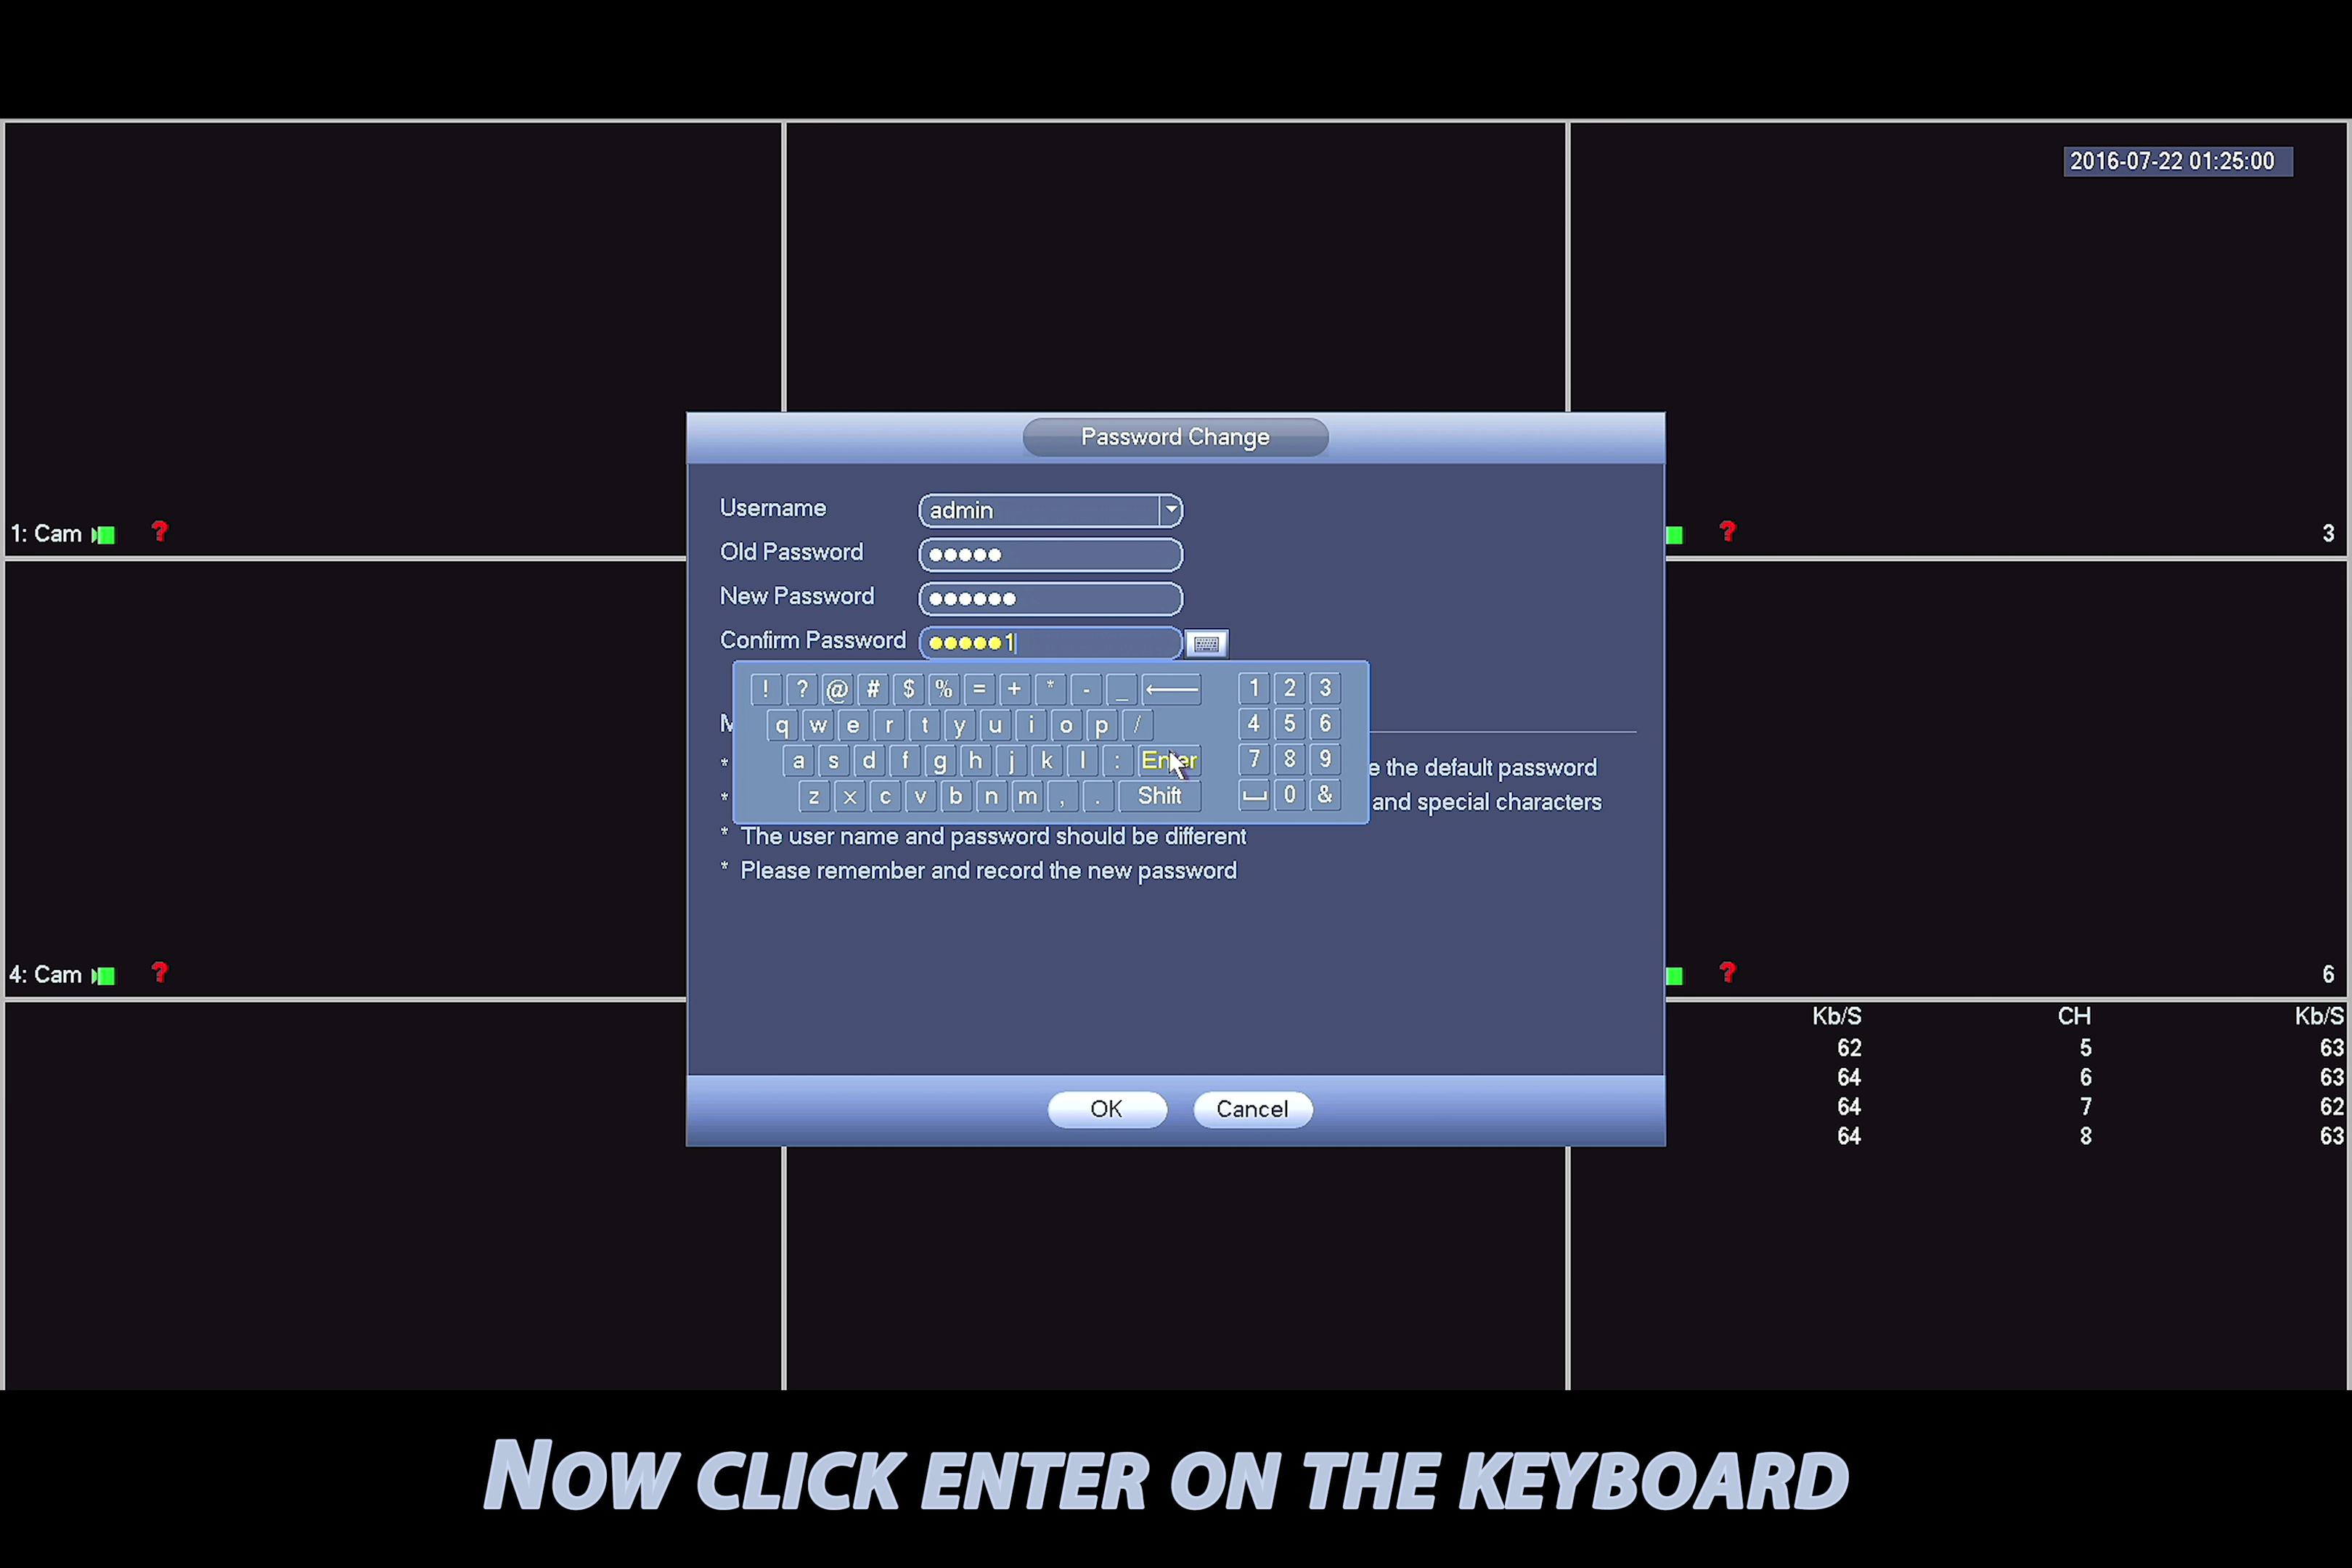 2016-07-22 01:25:00
Password Change
Username admin
Old Password ●●●●●
New Password ●●●●●●
Confirm Password ●●●●●1
! ? @ # $ % = + * - _ 1 2 3
q w e r t y u i o p / 4 5 6
a s d f g h j k l : Enter 7 8 9
z x c v b n m , . Shift 0 &
* the default password
* and special characters
* The user name and password should be different
* Please remember and record the new password
OK Cancel
1: Cam ?
? 3
4: Cam ?
? 6
Kb/S CH Kb/S
62 5 63
64 6 63
64 7 62
64 8 63
NOW CLICK ENTER ON THE KEYBOARD